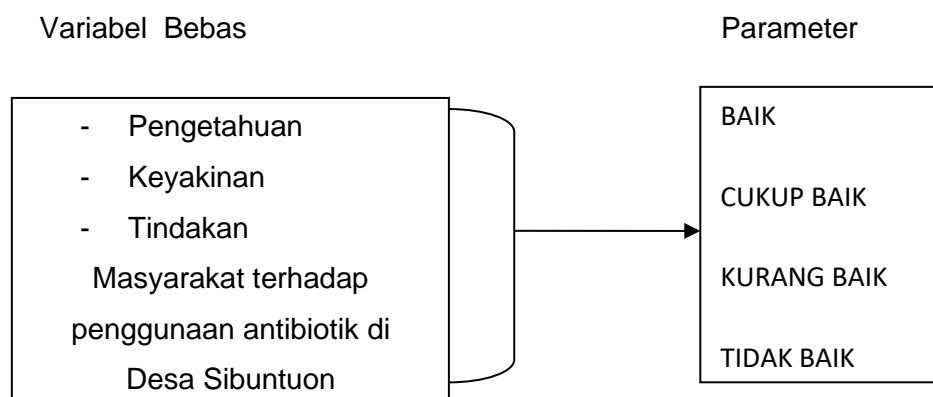 Variabel Bebas
Parameter
- Pengetahuan
- Keyakinan
- Tindakan
Masyarakat terhadap
penggunaan antibiotik di
Desa Sibuntuon
BAIK
CUKUP BAIK
KURANG BAIK
TIDAK BAIK